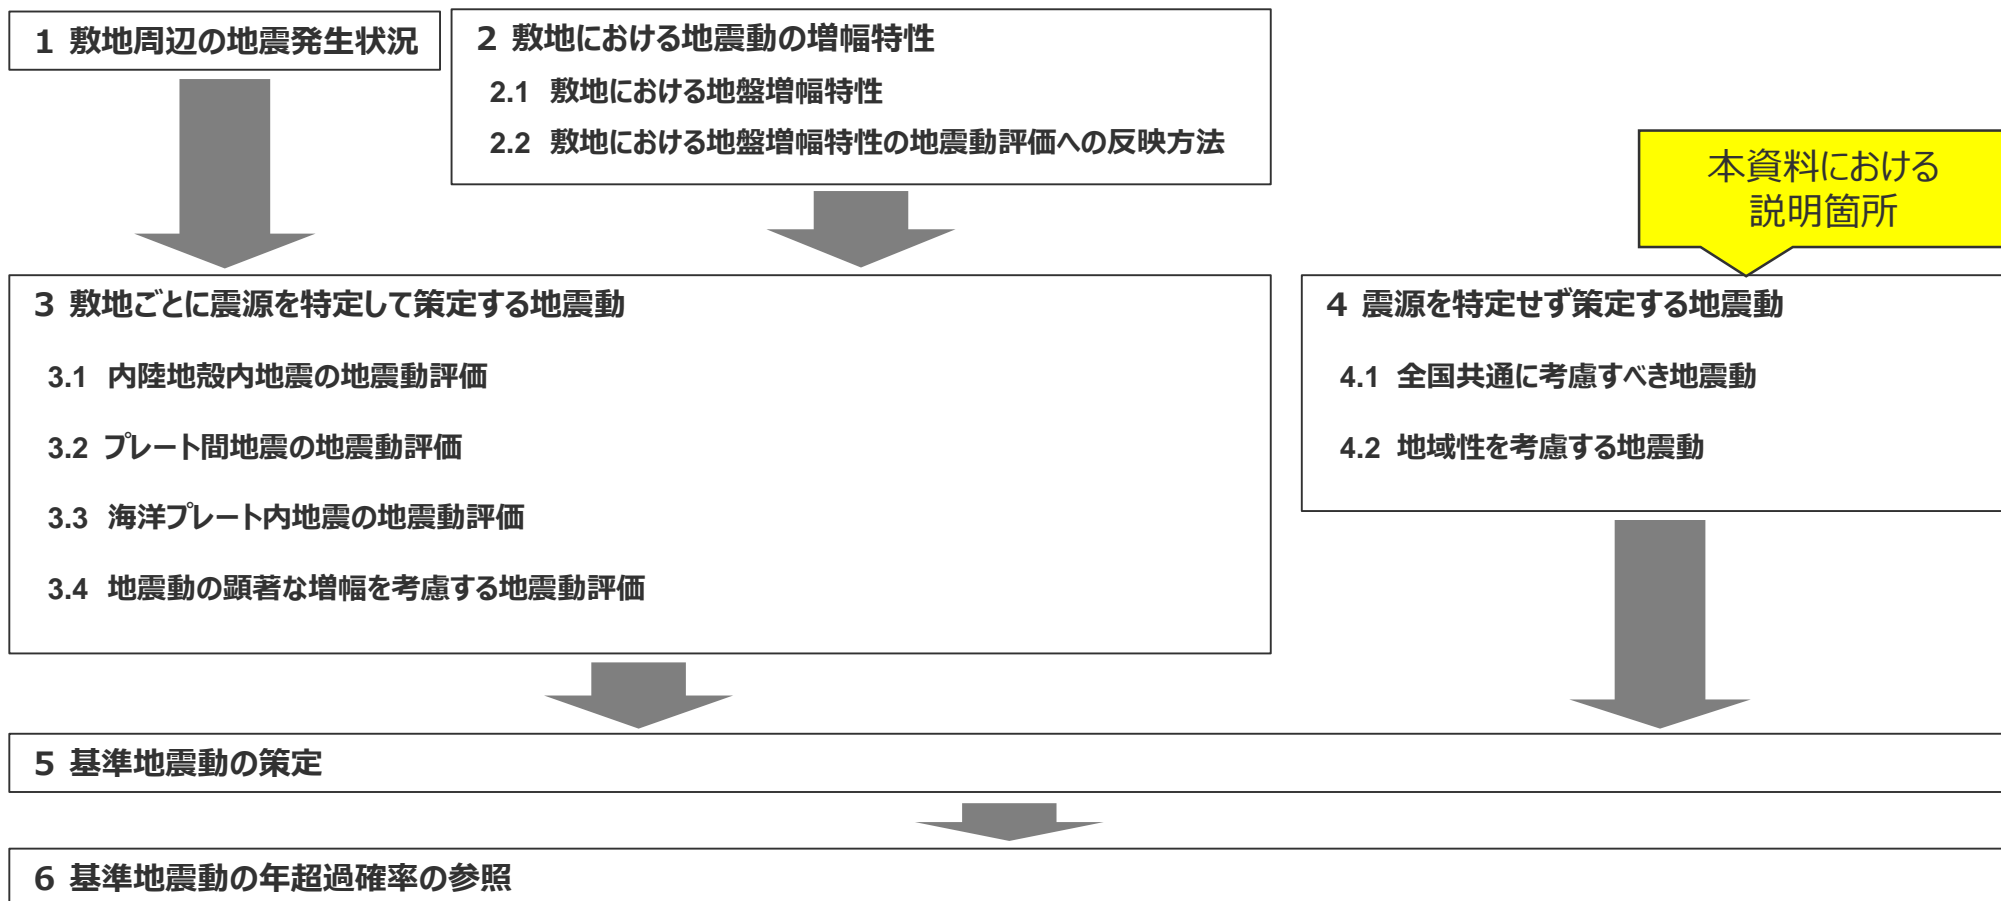 1 敷地周辺の地震発生状況
2 敷地における地震動の増幅特性
2.1 敷地における地盤増幅特性
2.2 敷地における地盤増幅特性の地震動評価への反映方法
本資料における
説明箇所
3 敷地ごとに震源を特定して策定する地震動
3.1 内陸地殻内地震の地震動評価
3.2 プレート間地震の地震動評価
3.3 海洋プレート内地震の地震動評価
3.4 地震動の顕著な増幅を考慮する地震動評価
4 震源を特定せず策定する地震動
4.1 全国共通に考慮すべき地震動
4.2 地域性を考慮する地震動
5 基準地震動の策定
6 基準地震動の年超過確率の参照